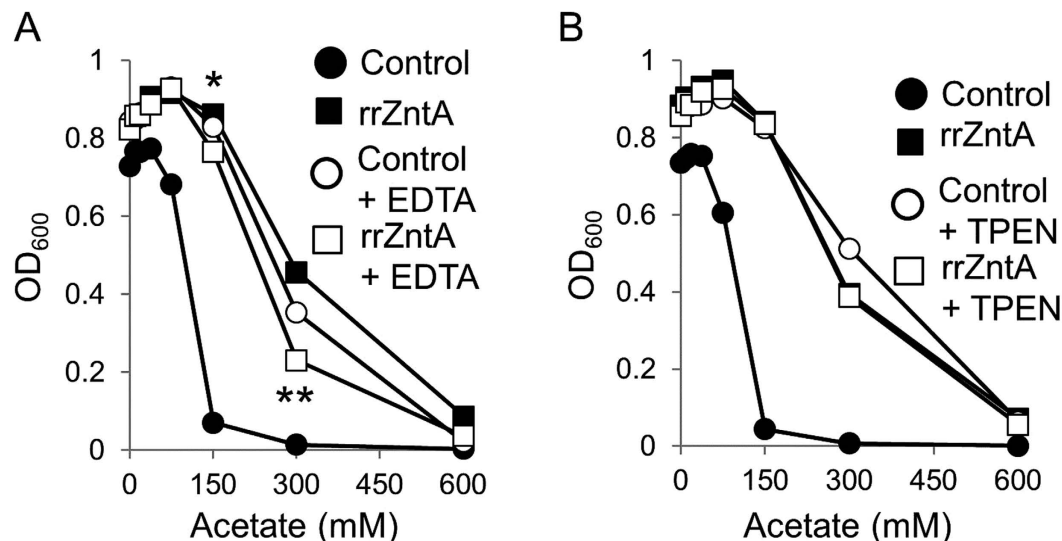 A
OD600
1
0.8
0.6
0.4
0.2
0
*
**
Control
rrZntA
Control
+ EDTA
rrZntA
+ EDTA
0 150 300 450 600
Acetate (mM)
B
OD600
1
0.8
0.6
0.4
0.2
0
Control
rrZntA
Control
+ TPEN
rrZntA
+ TPEN
0 150 300 450 600
Acetate (mM)